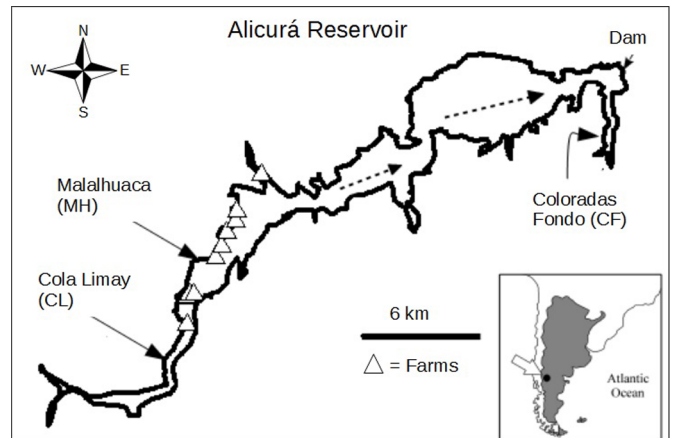 Alicurá Reservoir
N
W
E
S
Dam
Malalhuaca
(MH)
Coloradas
Fondo (CF)
Cola Limay
(CL)
6 km
= Farms
Atlantic
Ocean